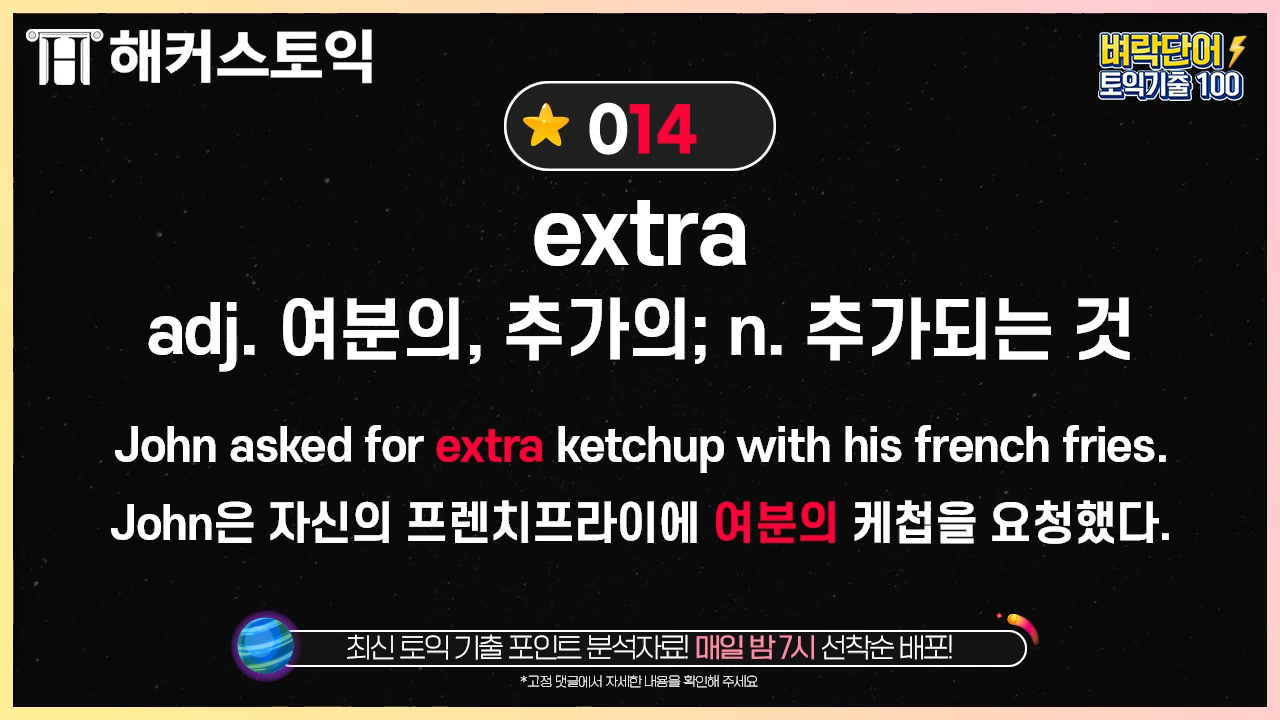 해커스토익
벼락단어
토익기출 100
014
extra
adj. 여분의, 추가의; n. 추가되는 것
John asked for extra ketchup with his french fries.
John은 자신의 프렌치프라이에 여분의 케첩을 요청했다.
최신 토익 기출 포인트 분석자료! 매일 밤 7시 선착순 배포!
*고정 댓글에서 자세한 내용을 확인해 주세요